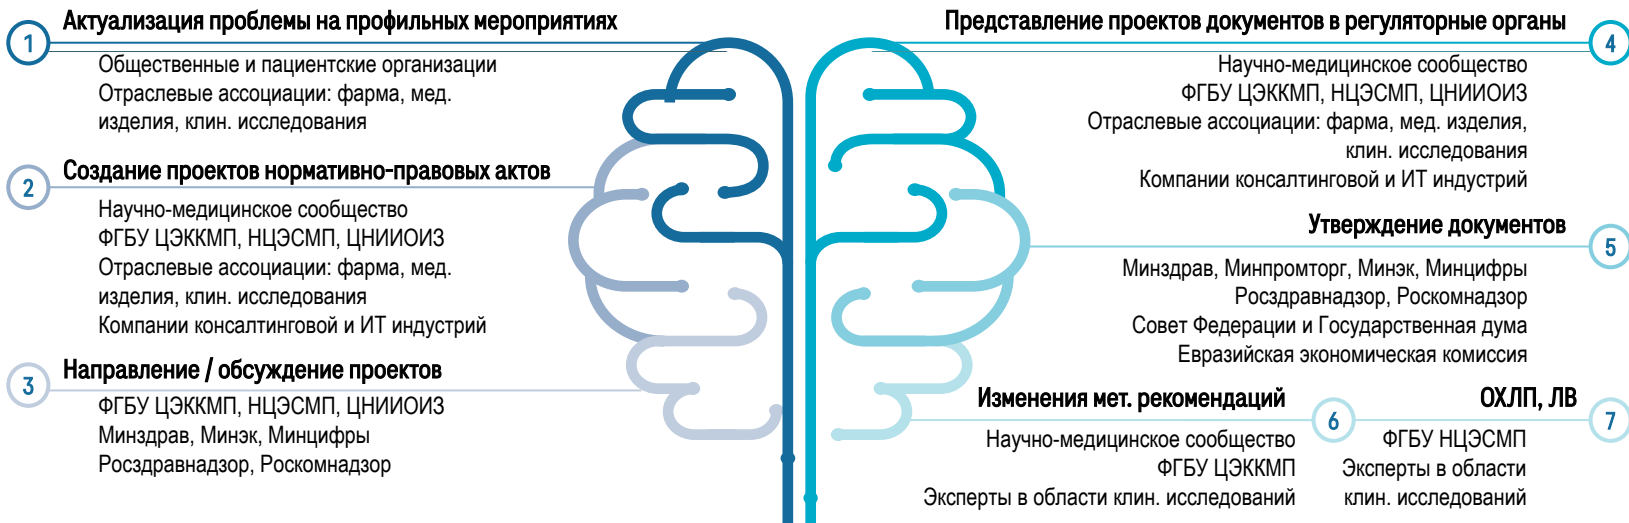 1
Актуализация проблемы на профильных мероприятиях
Общественные и пациентские организации
Отраслевые ассоциации: фарма, мед.
изделия, клин. исследования
2
Создание проектов нормативно-правовых актов
Научно-медицинское сообщество
ФГБУ ЦЭККМП, НЦЭСМП, ЦНИИОИЗ
Отраслевые ассоциации: фарма, мед.
изделия, клин. исследования
Компании консалтинговой и ИТ индустрий
3
Направление / обсуждение проектов
ФГБУ ЦЭККМП, НЦЭСМП, ЦНИИОИЗ
Минздрав, Минэк, Минцифры
Росздравнадзор, Роскомнадзор
Представление проектов документов в регуляторные органы
4
Научно-медицинское сообщество
ФГБУ ЦЭККМП, НЦЭСМП, ЦНИИОИЗ
Отраслевые ассоциации: фарма, мед. изделия,
клин. исследования
Компании консалтинговой и ИТ индустрий
Утверждение документов
5
Минздрав, Минпромторг, Минэк, Минцифры
Росздравнадзор, Роскомнадзор
Совет Федерации и Государственная дума
Евразийская экономическая комиссия
Изменения мет. рекомендаций
6
Научно-медицинское сообщество
ФГБУ ЦЭККМП
Эксперты в области клин. исследований
ОХЛП, ЛВ
7
ФГБУ НЦЭСМП
Эксперты в области
клин. исследований